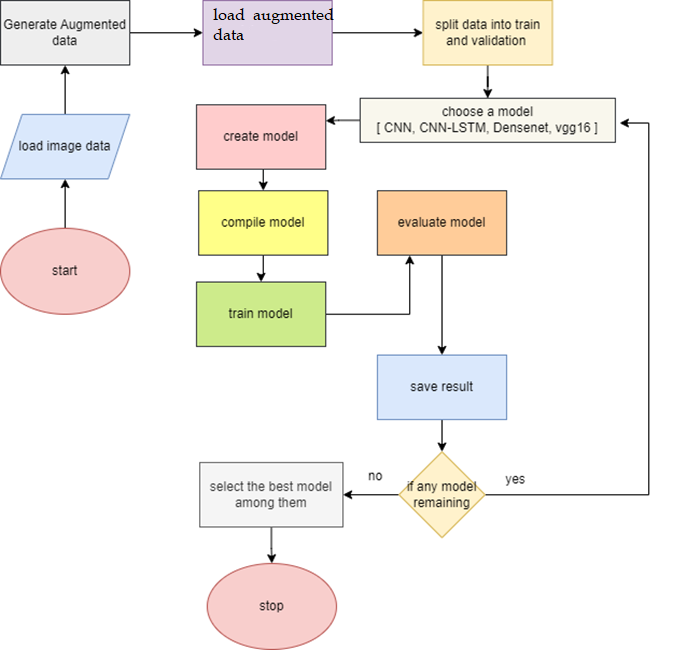 Generate Augmented
data
load augmented
data
split data into train
and validation
choose a model
[ CNN, CNN-LSTM, Densenet, vgg16 ]
create model
load image data
compile model
evaluate model
start
train model
save result
no
yes
if any model
remaining
select the best model
among them
stop